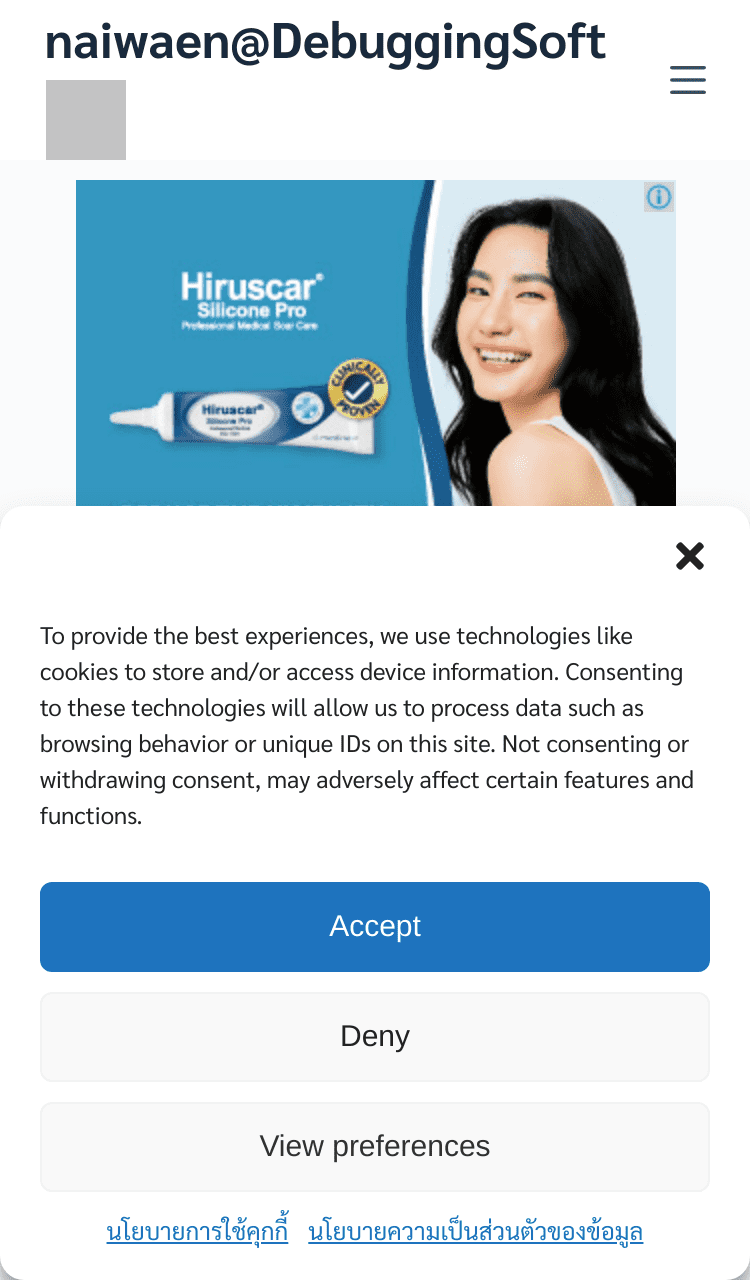 naiwaen@DebuggingSoft
Hiruscar®
Silicone Pro
Professional Medical Scar Care
CLINICALLY
PROVEN
Hiruscar®
Silicone Pro
To provide the best experiences, we use technologies like
cookies to store and/or access device information. Consenting
to these technologies will allow us to process data such as
browsing behavior or unique IDs on this site. Not consenting or
withdrawing consent, may adversely affect certain features and
functions.
Accept
Deny
View preferences
นโยบายการใช้คุกกี้ นโยบายความเป็นส่วนตัวของข้อมูล